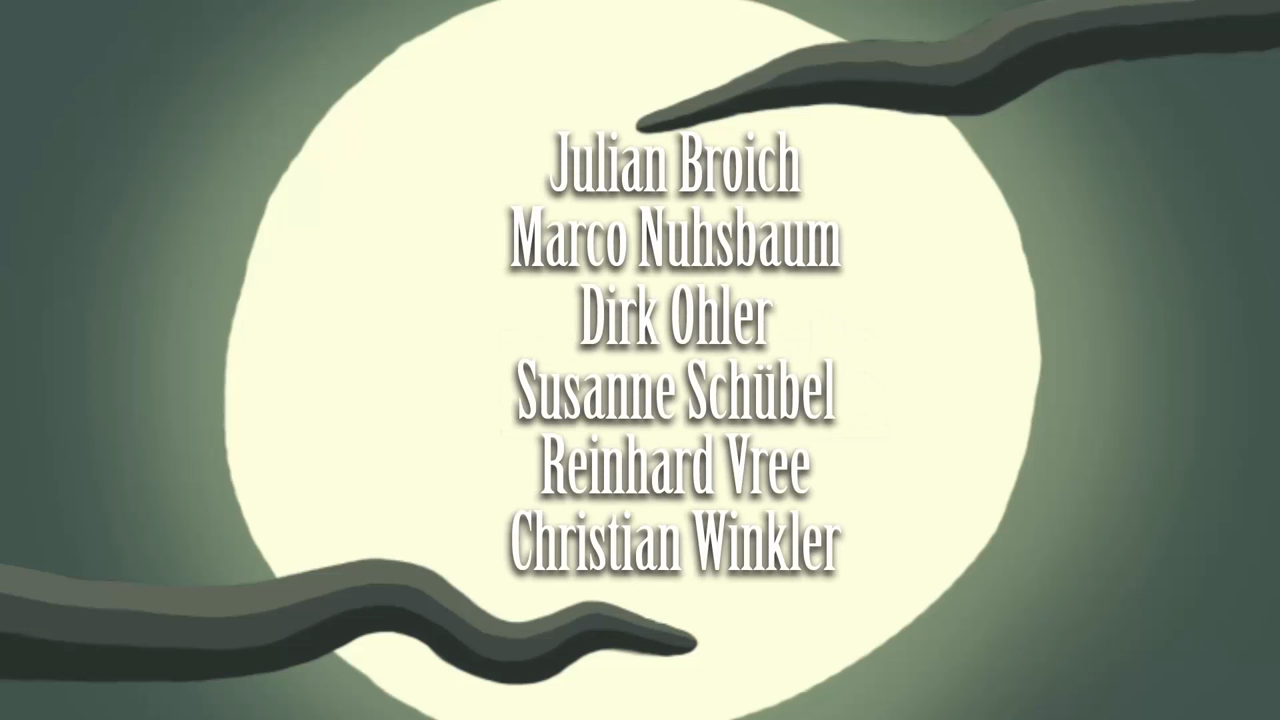 Julian Broich
Marco Nuhsbaum
Dirk Ohler
Susanne Schübel
Reinhard Vree
Christian Winkler